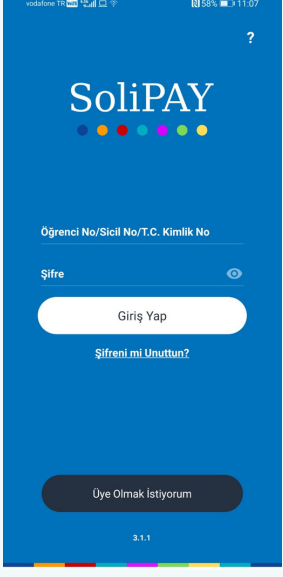 vodafone TR
58%
11:07
?
SoliPAY
Öğrenci No/Sicil No/T.C. Kimlik No
Şifre
Giriş Yap
Şifreni mi Unuttun?
Üye Olmak İstiyorum
3.1.1